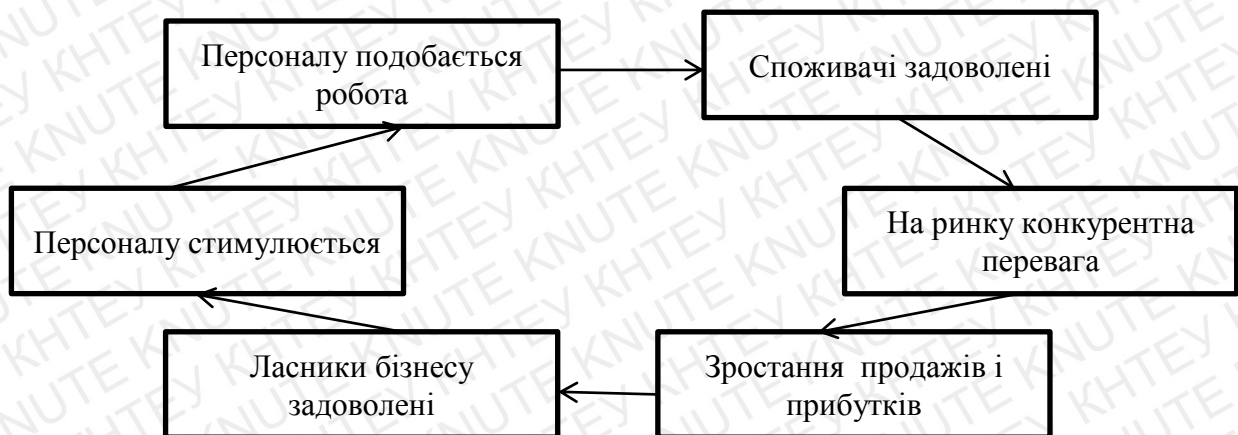 Персоналу подобається
робота
Споживачі задоволені
На ринку конкурентна
перевага
Зростання продажів і
прибутків
Ласники бізнесу
задоволені
Персоналу стимулюється